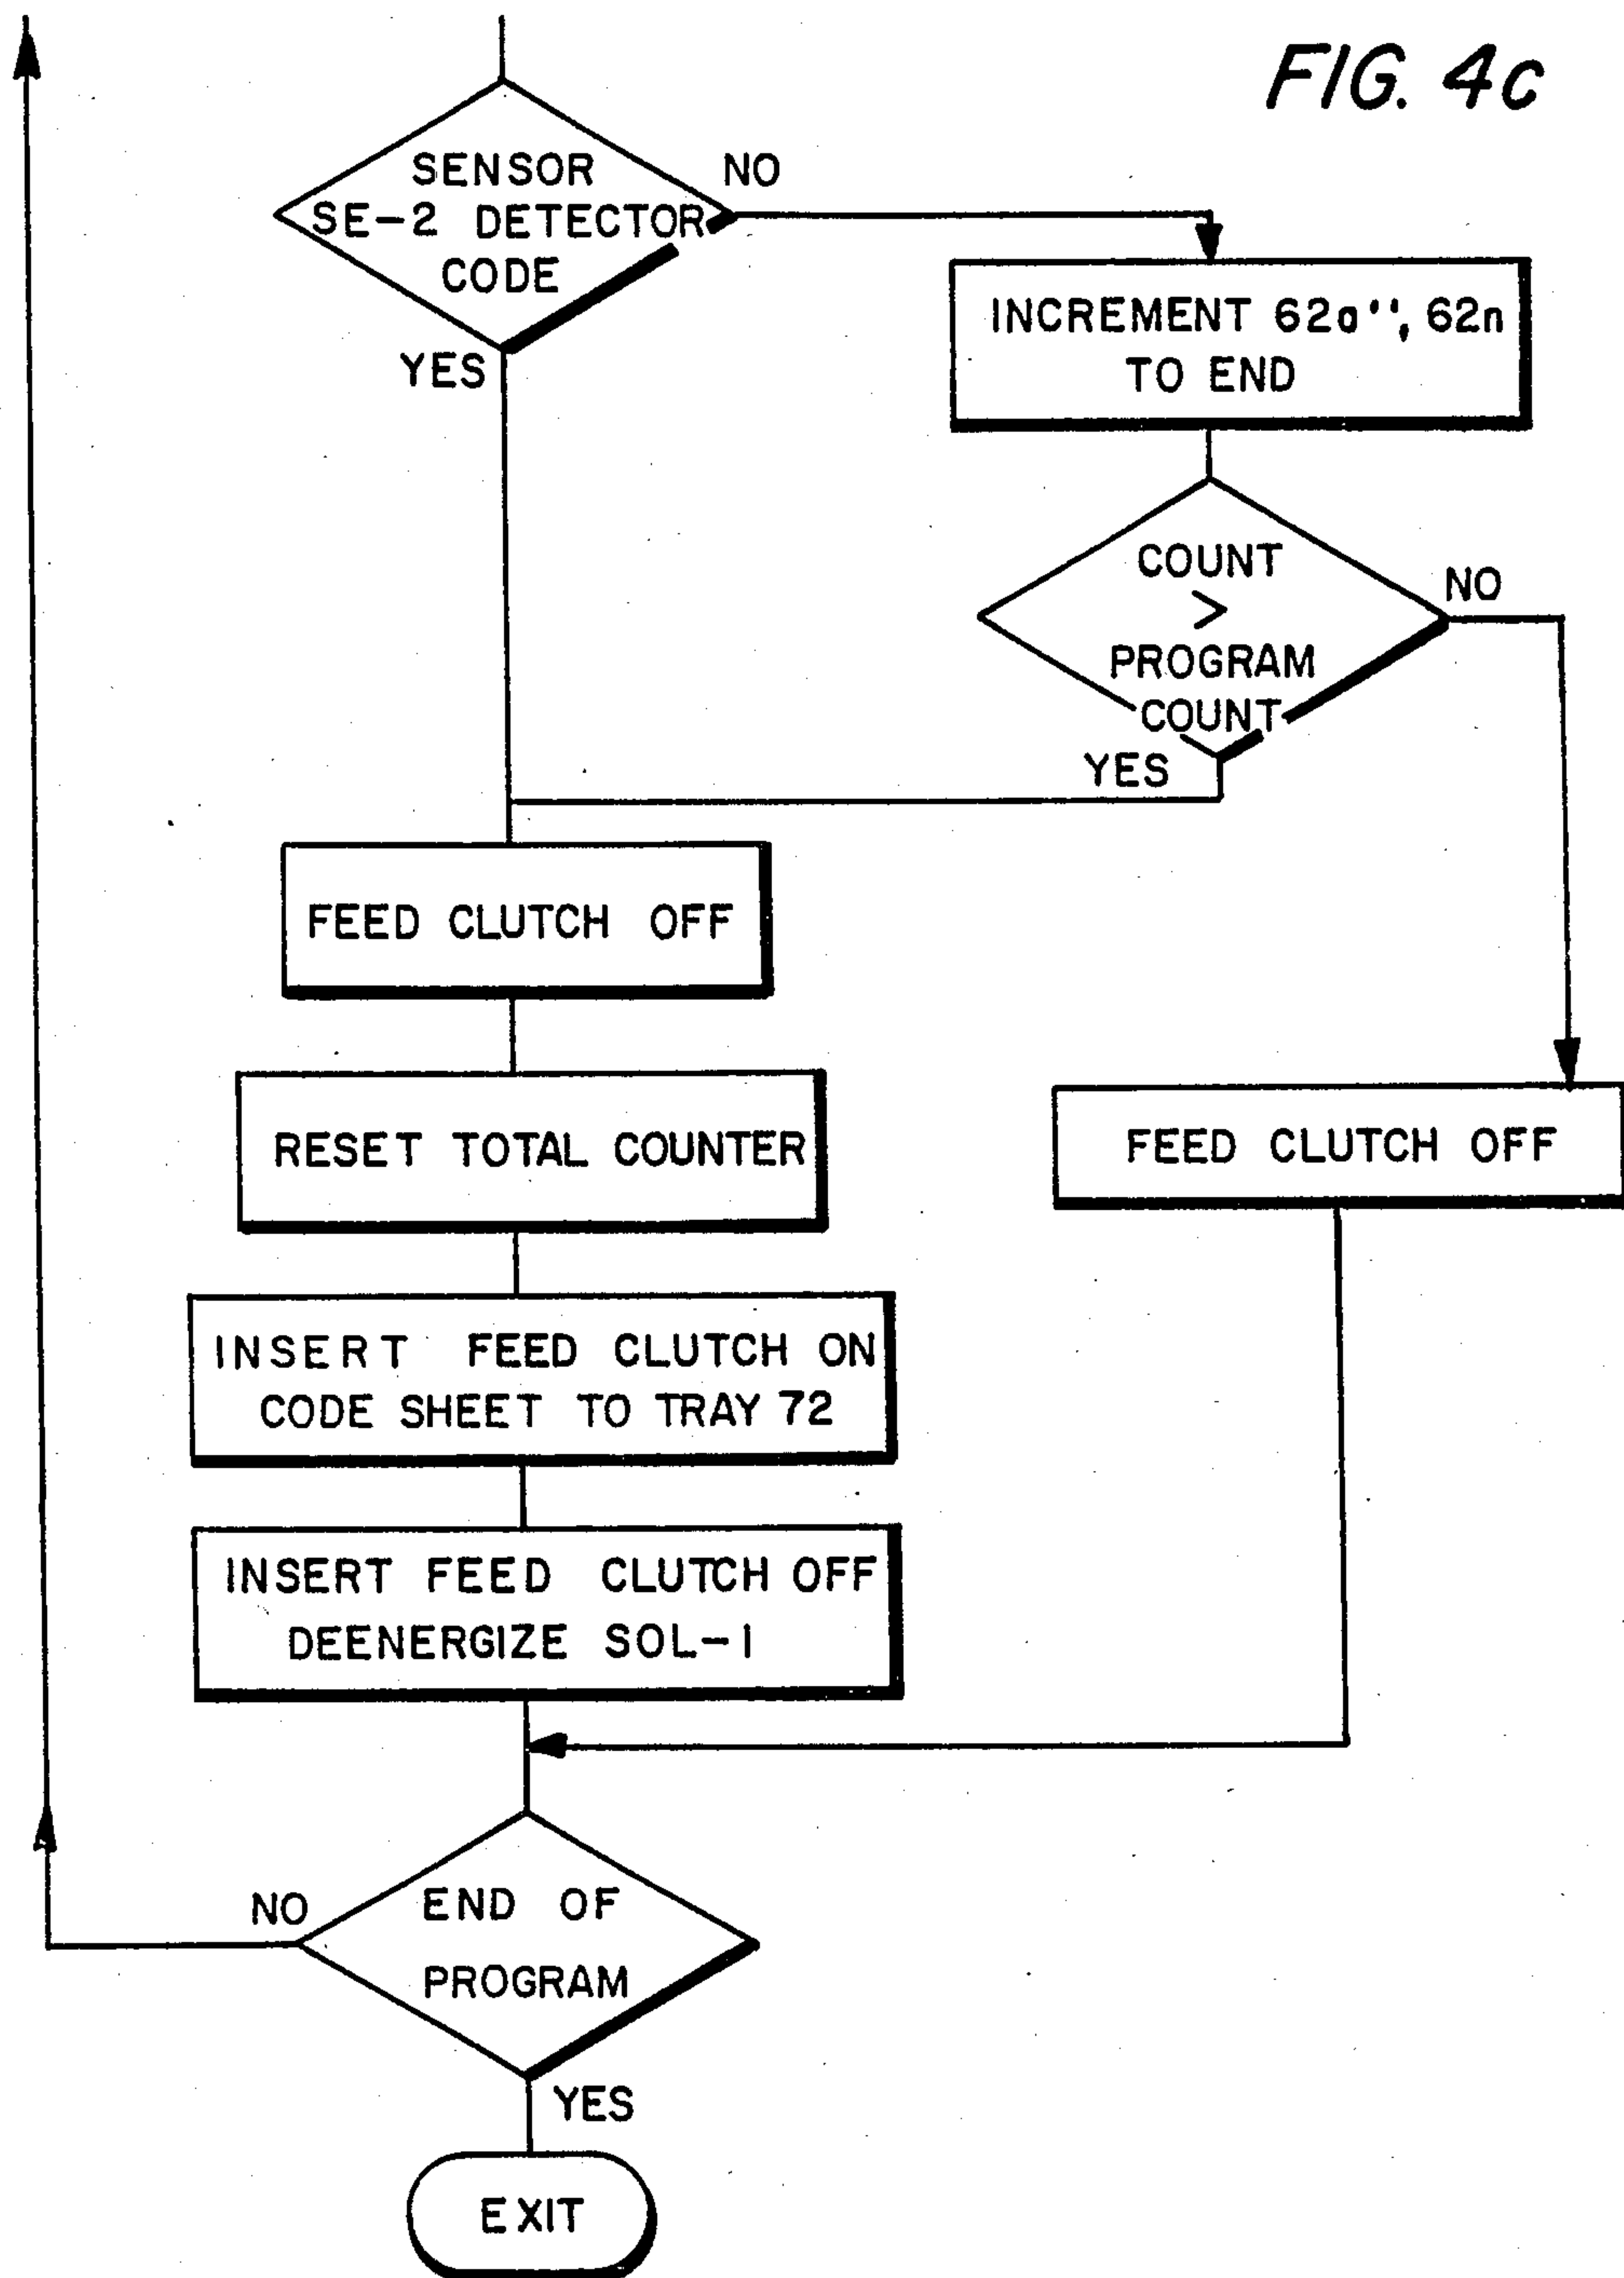 FIG. 4c
SENSOR
SE-2 DETECTOR
CODE
NO
YES
INCREMENT 62a'', 62n
TO END
COUNT
>
PROGRAM
COUNT
NO
YES
FEED CLUTCH OFF
RESET TOTAL COUNTER
FEED CLUTCH OFF
INSERT FEED CLUTCH ON
CODE SHEET TO TRAY 72
INSERT FEED CLUTCH OFF
DEENERGIZE SOL-1
END OF
PROGRAM
NO
YES
EXIT